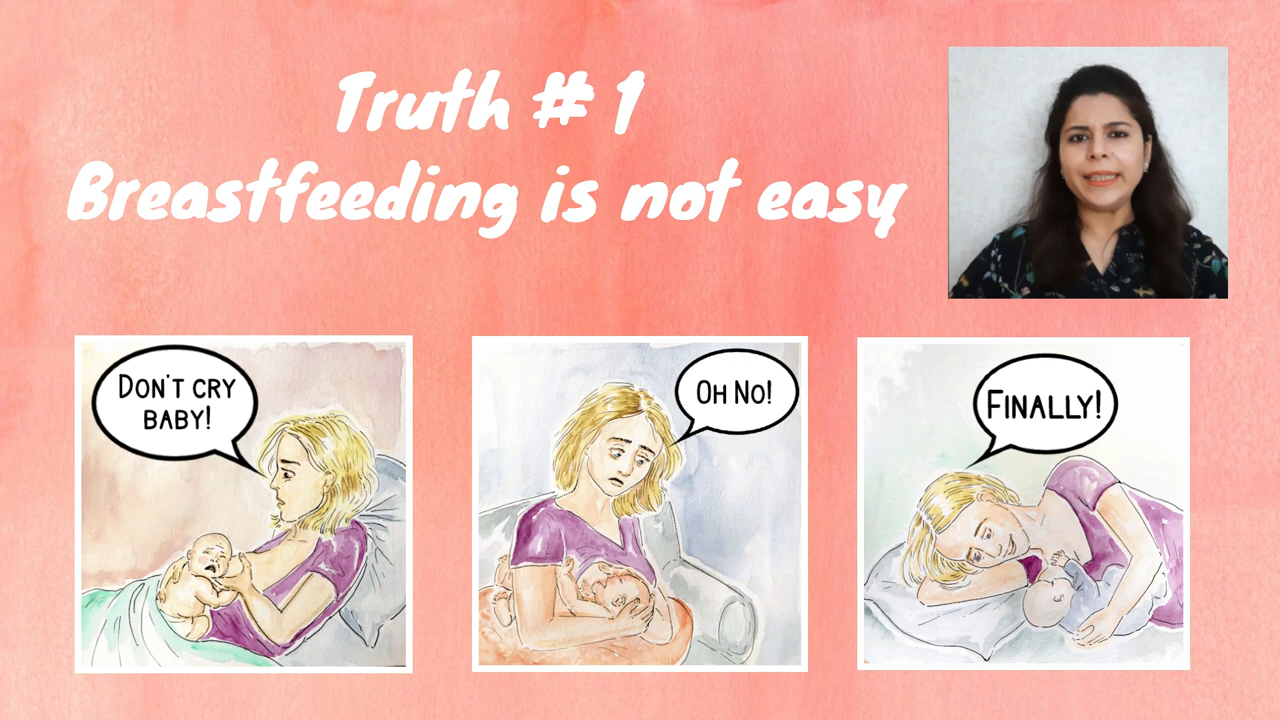 Truth # 1
Breastfeeding is not easy
DON'T CRY
BABY!
OH NO!
FINALLY!